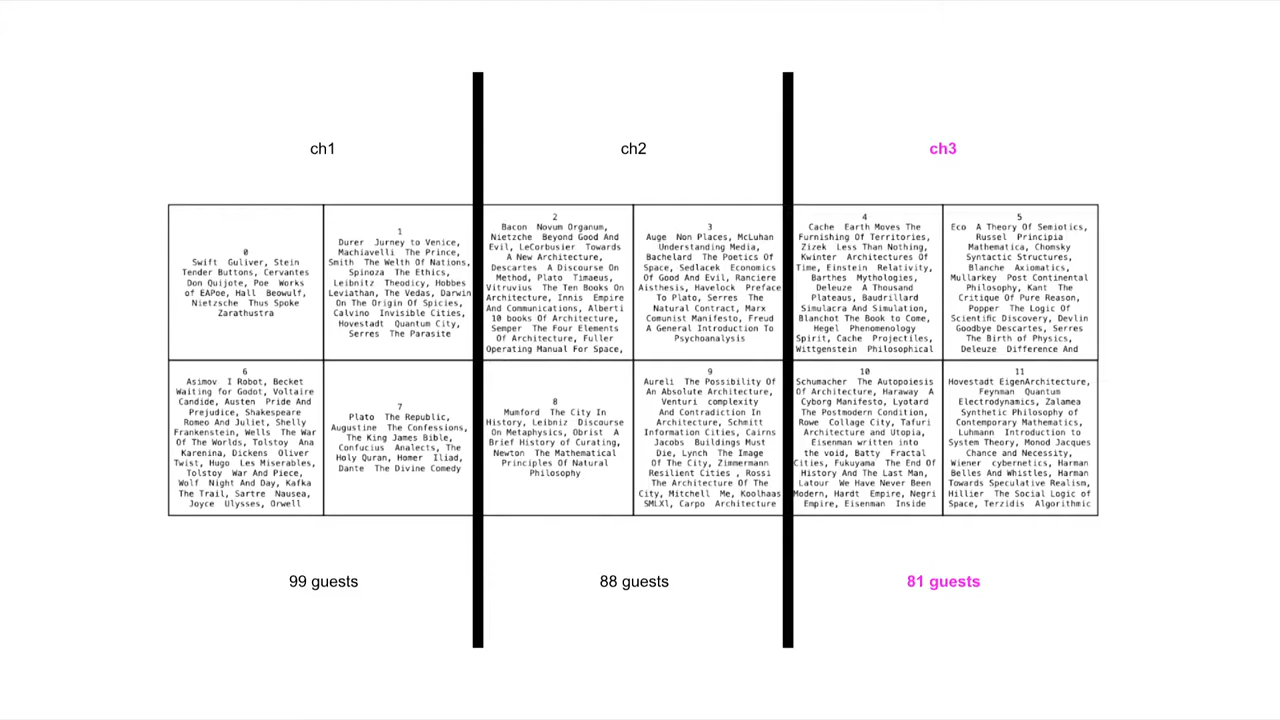 ch1
ch2
ch3
0
Swift Guliver, Stein
Tender Buttons, Cervantes
Don Quijote, Poe Works
of EAPoe, Hall Beowulf,
Nietzsche Thus Spoke
Zarathustra
1
Durer Jurney to Venice,
Machiavelli The Prince,
Smith The Welth Of Nations,
Spinoza The Ethics,
Leibnitz Theodicy, Hobbes
Leviathan, The Vedas, Darwin
On The Origin Of Spicies,
Calvino Invisible Cities,
Hovestadt Quantum City,
Serres The Parasite
2
Bacon Novum Organum,
Nietzche Beyond Good And
Evil, LeCorbusier Towards
A New Architecture,
Descartes A Discourse On
Method, Plato Timaeus,
Vitruvius The Ten Books On
Architecture, Innis Empire
And Communications, Alberti
10 books Of Architecture,
Semper The Four Elements
Of Architecture, Fuller
Operating Manual For Space,
3
Auge Non Places, McLuhan
Understanding Media,
Bachelard The Poetics Of
Space, Sedlacek Economics
Of Good And Evil, Ranciere
Aisthesis, Havelock Preface
To Plato, Serres The
Natural Contract, Marx
Comunist Manifesto, Freud
A General Introduction To
Psychoanalysis
4
Cache Earth Moves The
Furnishing Of Territories,
Zizek Less Than Nothing,
Kwinter Architectures Of
Time, Einstein Relativity,
Barthes Mythologies,
Deleuze A Thousand
Plateaus, Baudrillard
Simulacra And Simulation,
Blanchot The Book to Come,
Hegel Phenomenology
Spirit, Cache Projectiles,
Wittgenstein Philosophical
5
Eco A Theory Of Semiotics,
Russel Principia
Mathematica, Chomsky
Syntactic Structures,
Blanche Axiomatics,
Mullarkey Post Continental
Philosophy, Kant The
Critique Of Pure Reason,
Popper The Logic Of
Scientific Discovery, Devlin
Goodbye Descartes, Serres
The Birth of Physics,
Deleuze Difference And
6
Asimov I Robot, Becket
Waiting for Godot, Voltaire
Candide, Austen Pride And
Prejudice, Shakespeare
Romeo And Juliet, Shelly
Frankenstein, Wells The War
Of The Worlds, Tolstoy Ana
Karenina, Dickens Oliver
Twist, Hugo Les Miserables,
Tolstoy War And Piece,
Wolf Night And Day, Kafka
The Trail, Sartre Nausea,
Joyce Ulysses, Orwell
7
Plato The Republic,
Augustine The Confessions,
The King James Bible,
Confucius Analects, The
Holy Quran, Homer Iliad,
Dante The Divine Comedy
8
Mumford The City In
History, Leibniz Discourse
On Metaphysics, Obrist A
Brief History of Curating,
Newton The Mathematical
Principles Of Natural
Philosophy
9
Aureli The Possibility Of
An Absolute Architecture,
Venturi complexity
And Contradiction In
Architecture, Schmitt
Information Cities, Cairns
Jacobs Buildings Must
Die, Lynch The Image
Of The City, Zimmermann
Resilient Cities , Rossi
The Architecture Of The
City, Mitchell Me, Koolhaas
SMLXl, Carpo Architecture
10
Schumacher The Autopoiesis
Of Architecture, Haraway A
Cyborg Manifesto, Lyotard
The Postmodern Condition,
Rowe Collage City, Tafuri
Architecture and Utopia,
Eisenman written into
the void, Batty Fractal
Cities, Fukuyama The End Of
History And The Last Man,
Latour We Have Never Been
Modern, Hardt Empire, Negri
Empire, Eisenman Inside
11
Hovestadt EigenArchitecture,
Feynman Quantum
Electrodynamics, Zalamea
Synthetic Philosophy of
Contemporary Mathematics,
Luhmann Introduction to
System Theory, Monod Jacques
Chance and Necessity,
Wiener cybernetics, Harman
Belles And Whistles, Harman
Towards Speculative Realism,
Hillier The Social Logic of
Space, Terzidis Algorithmic
99 guests
88 guests
81 guests